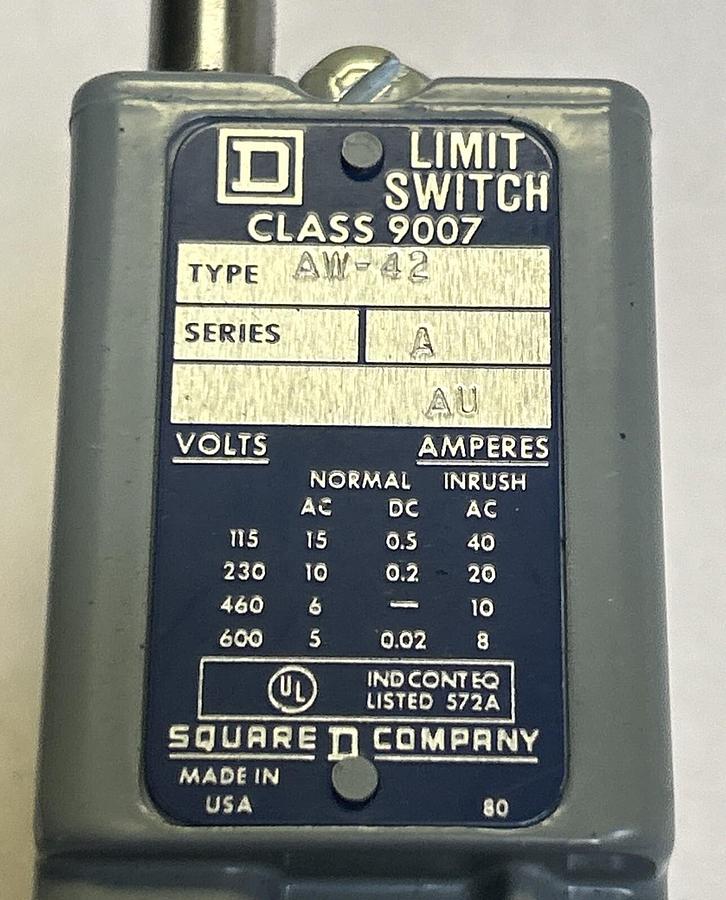 D LIMIT
SWITCH
CLASS 9007
TYPE AW-42
SERIES A
AU
VOLTS AMPERES
NORMAL INRUSH
AC DC AC
115 15 0.5 40
230 10 0.2 20
460 6 — 10
600 5 0.02 8
UL IND CONT EQ
LISTED 572A
SQUARE D COMPANY
MADE IN
USA 80